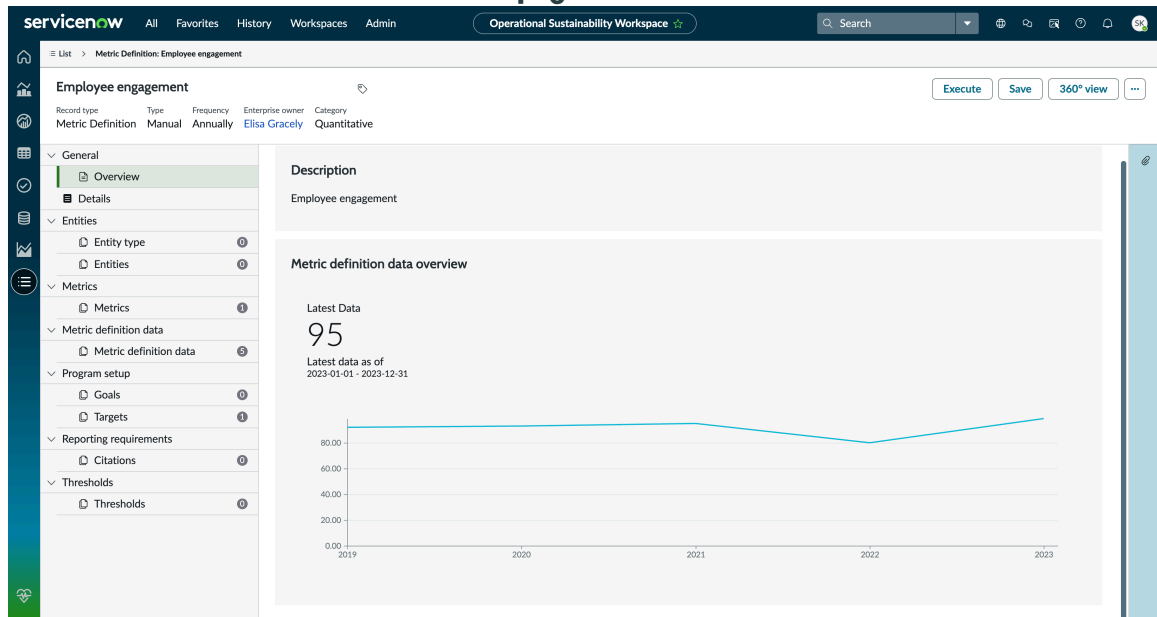 servicenow All Favorites History Workspaces Admin Operational Sustainability Workspace Search SK
List > Metric Definition: Employee engagement
Employee engagement
Execute Save 360° view ...
Record type Type Frequency Enterprise owner Category
Metric Definition Manual Annually Elisa Gracely Quantitative
General
Overview
Details
Entities
Entity type 0
Entities 0
Metrics
Metrics 1
Metric definition data
Metric definition data 5
Program setup
Goals 0
Targets 1
Reporting requirements
Citations 0
Thresholds
Thresholds 0
Description
Employee engagement
Metric definition data overview
Latest Data
95
Latest data as of
2023-01-01 - 2023-12-31
80.00
60.00
40.00
20.00
0.00
2019 2020 2021 2022 2023